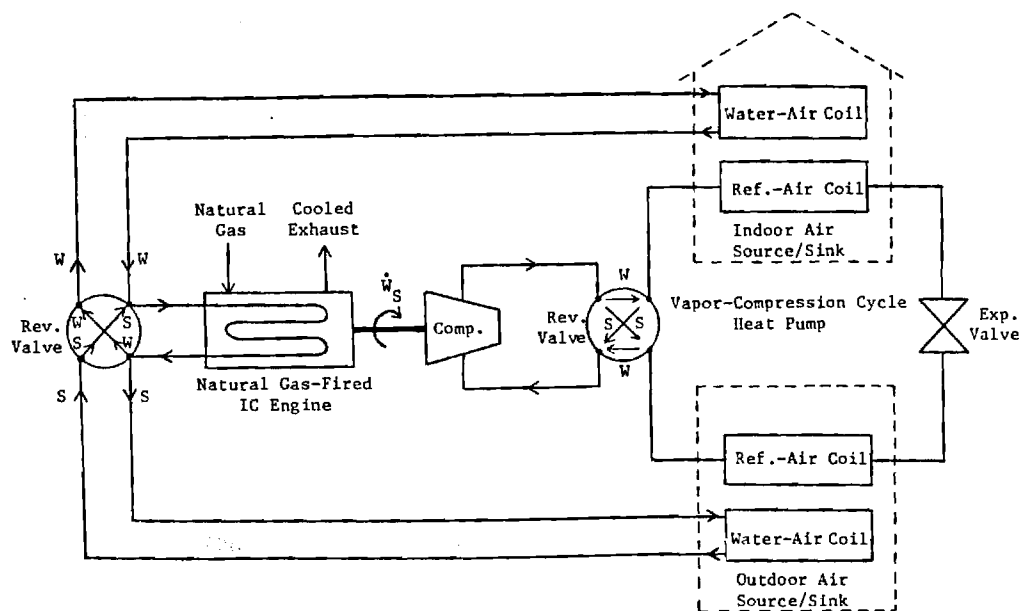 Water-Air Coil
Ref.-Air Coil
Indoor Air
Source/Sink
Natural
Gas
Cooled
Exhaust
W
W
Ẇs
W
Rev.
Valve
W
S
S
W
Comp.
Rev.
Valve
S
S
W
Vapor-Compression Cycle
Heat Pump
Exp.
Valve
Natural Gas-Fired
IC Engine
S
S
Ref.-Air Coil
Water-Air Coil
Outdoor Air
Source/Sink